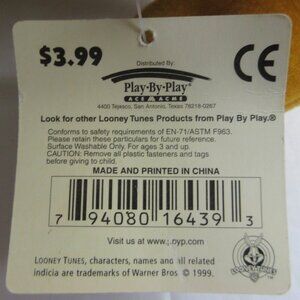 $3.99
Distributed By:
Play-By-Play®
ACE ACME
4400 Tejasco, San Antonio, Texas 78218-0267
CE
Look for other Looney Tunes Products from Play By Play.®
Conforms to safety requirements of EN-71/ASTM F963.
Please retain these particulars for future reference.
Surface Washable Only. For ages 3 and up.
CAUTION: Remove all plastic fasteners and tags
before giving to child.
MADE AND PRINTED IN CHINA
7 94080 16439 3
Visit us at www.
LOONEY TUNES, characters, names and all related
indicia are trademarks of Warner Bros. © 1999.
LOONEY TUNES